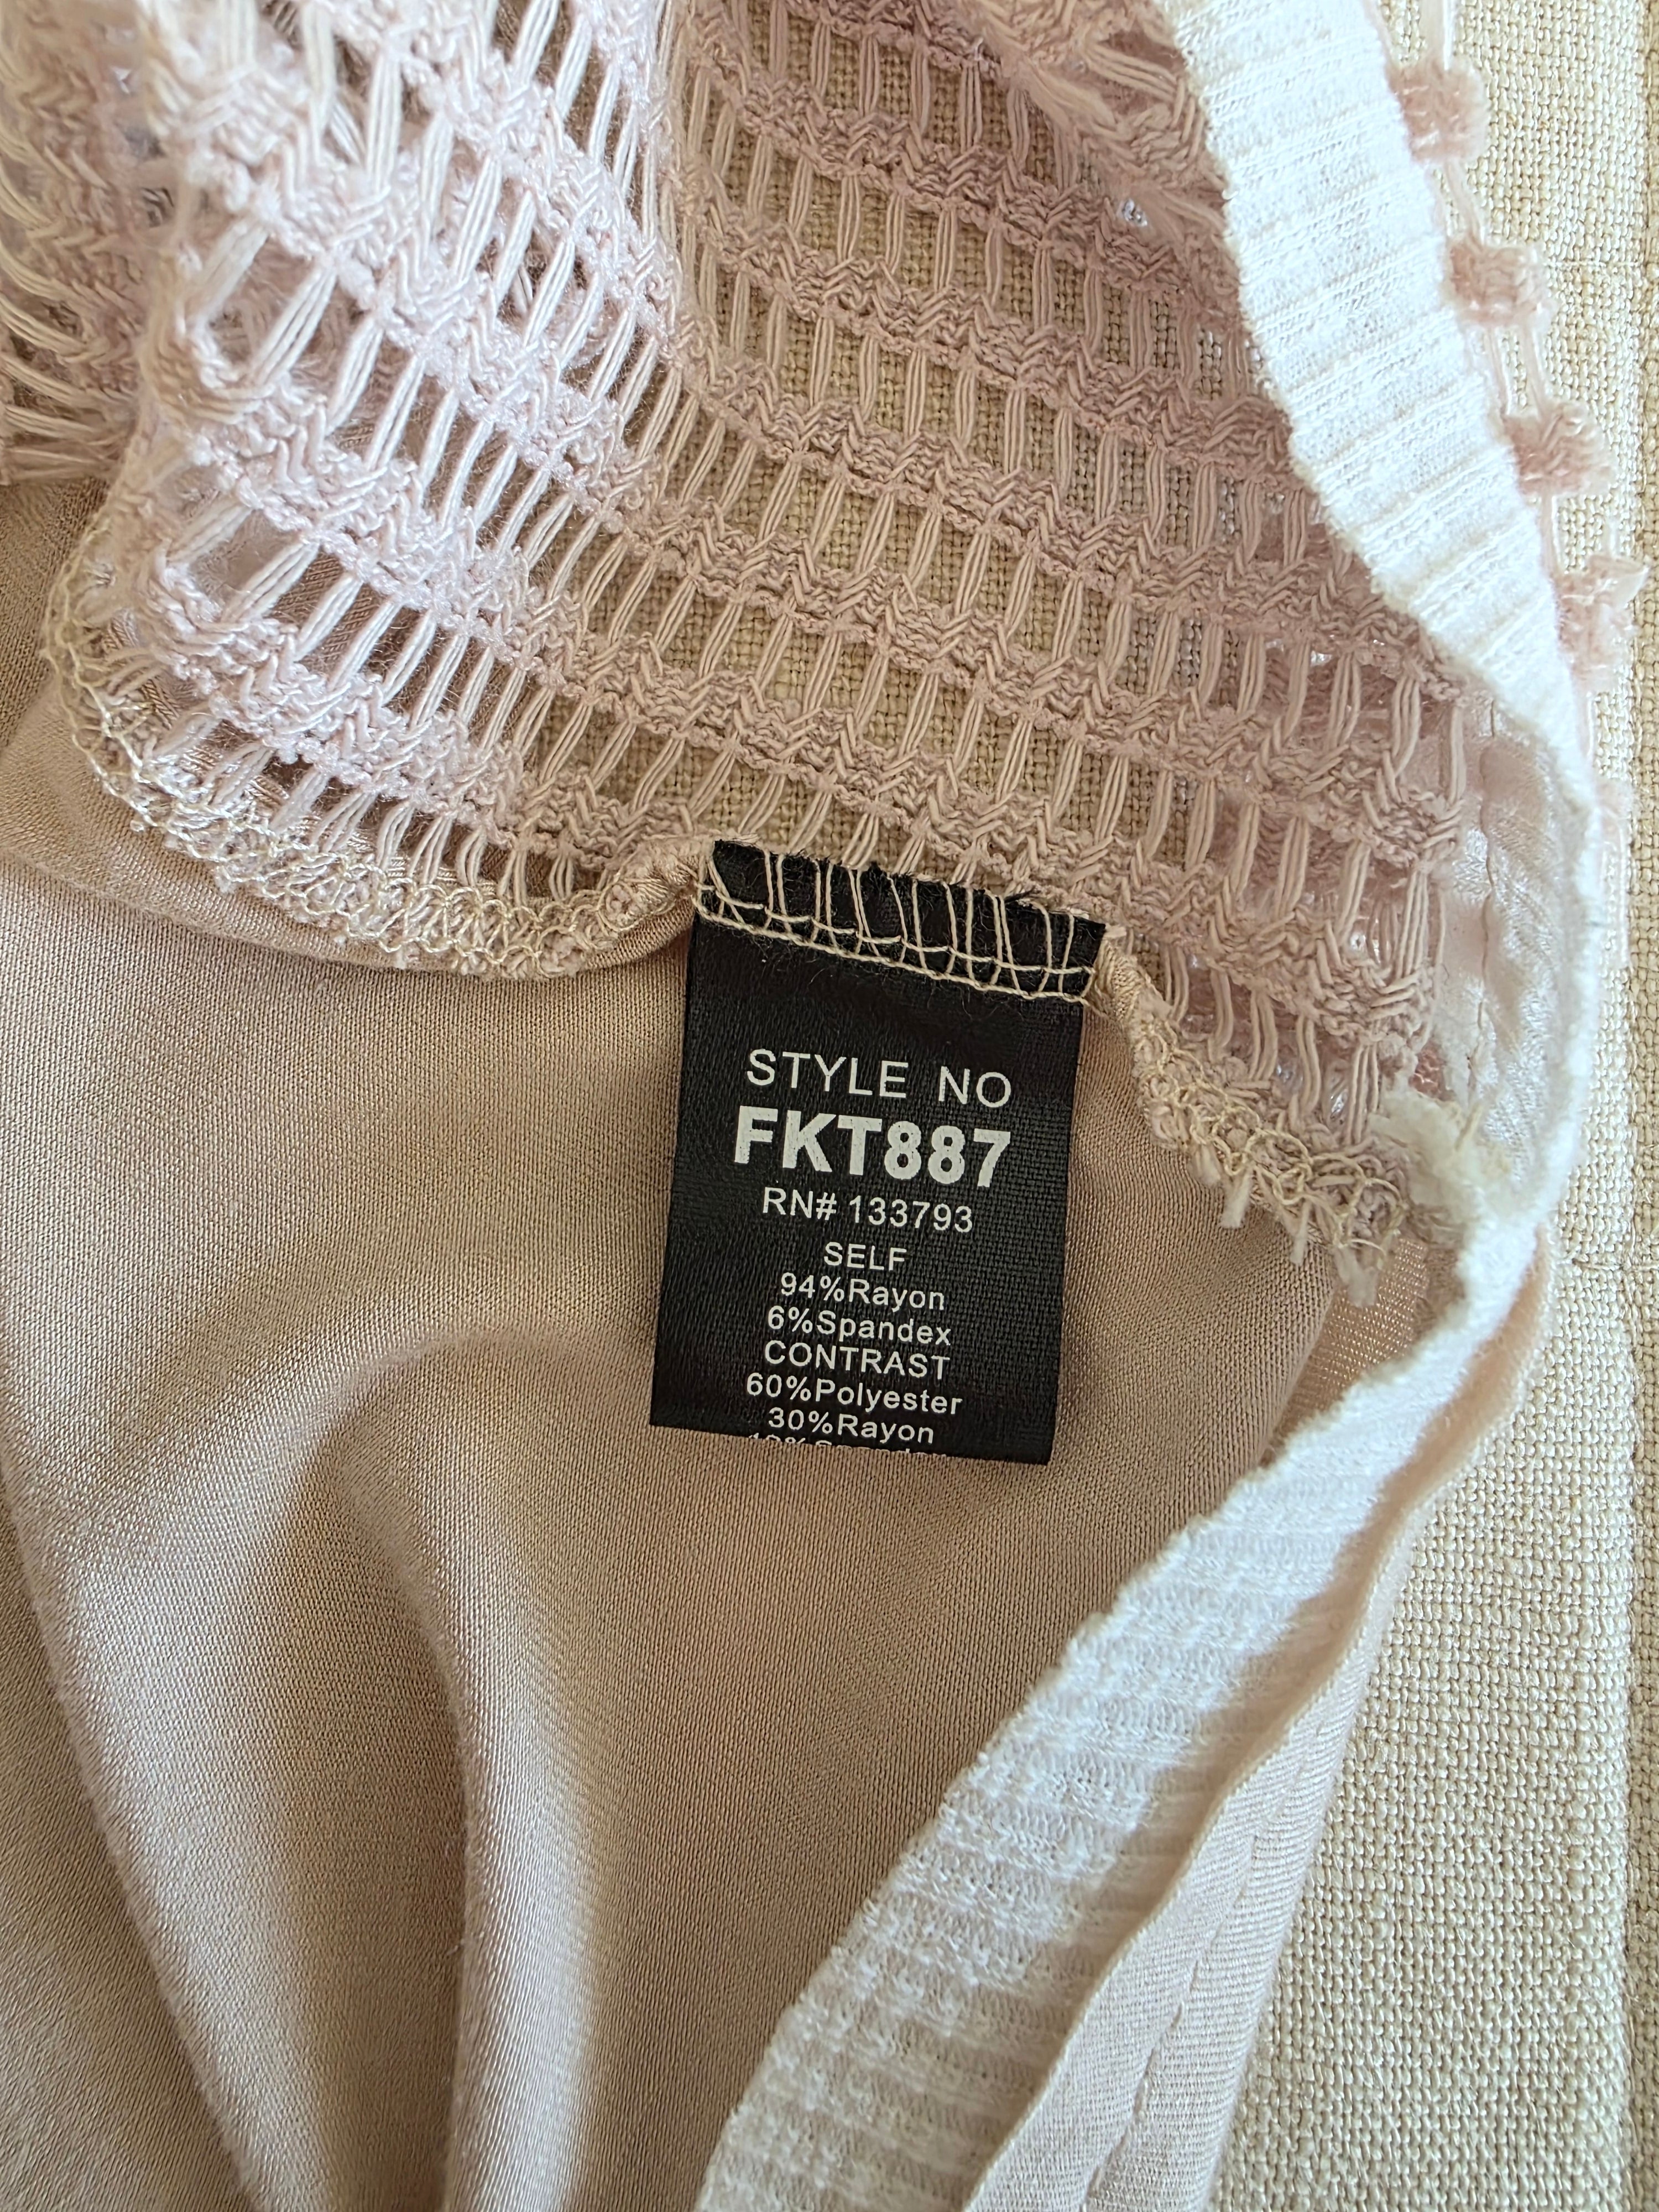 STYLE NO
FKT887
RN# 133793
SELF
94%Rayon
6%Spandex
CONTRAST
60%Polyester
30%Rayon